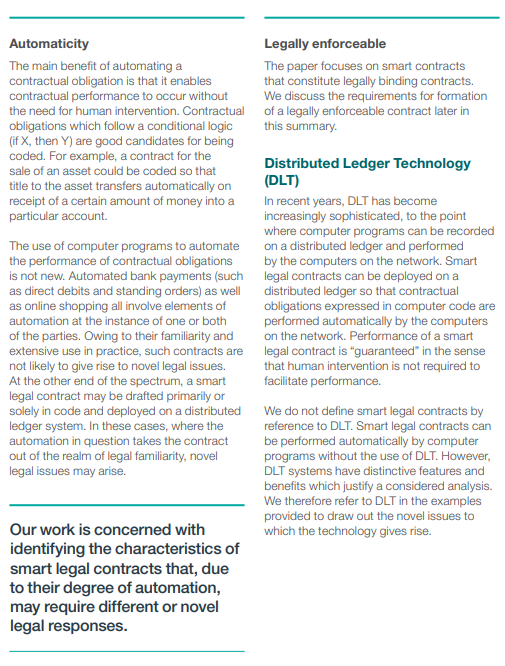 Automaticity
The main benefit of automating a
contractual obligation is that it enables
contractual performance to occur without
the need for human intervention. Contractual
obligations which follow a conditional logic
(if X, then Y) are good candidates for being
coded. For example, a contract for the
sale of an asset could be coded so that
title to the asset transfers automatically on
receipt of a certain amount of money into a
particular account.
The use of computer programs to automate
the performance of contractual obligations
is not new. Automated bank payments (such
as direct debits and standing orders) as well
as online shopping all involve elements of
automation at the instance of one or both
of the parties. Owing to their familiarity and
extensive use in practice, such contracts are
not likely to give rise to novel legal issues.
At the other end of the spectrum, a smart
legal contract may be drafted primarily or
solely in code and deployed on a distributed
ledger system. In these cases, where the
automation in question takes the contract
out of the realm of legal familiarity, novel
legal issues may arise.
Our work is concerned with
identifying the characteristics of
smart legal contracts that, due
to their degree of automation,
may require different or novel
legal responses.
Legally enforceable
The paper focuses on smart contracts
that constitute legally binding contracts.
We discuss the requirements for formation
of a legally enforceable contract later in
this summary.
Distributed Ledger Technology
(DLT)
In recent years, DLT has become
increasingly sophisticated, to the point
where computer programs can be recorded
on a distributed ledger and performed
by the computers on the network. Smart
legal contracts can be deployed on a
distributed ledger so that contractual
obligations expressed in computer code are
performed automatically by the computers
on the network. Performance of a smart
legal contract is “guaranteed” in the sense
that human intervention is not required to
facilitate performance.
We do not define smart legal contracts by
reference to DLT. Smart legal contracts can
be performed automatically by computer
programs without the use of DLT. However,
DLT systems have distinctive features and
benefits which justify a considered analysis.
We therefore refer to DLT in the examples
provided to draw out the novel issues to
which the technology gives rise.